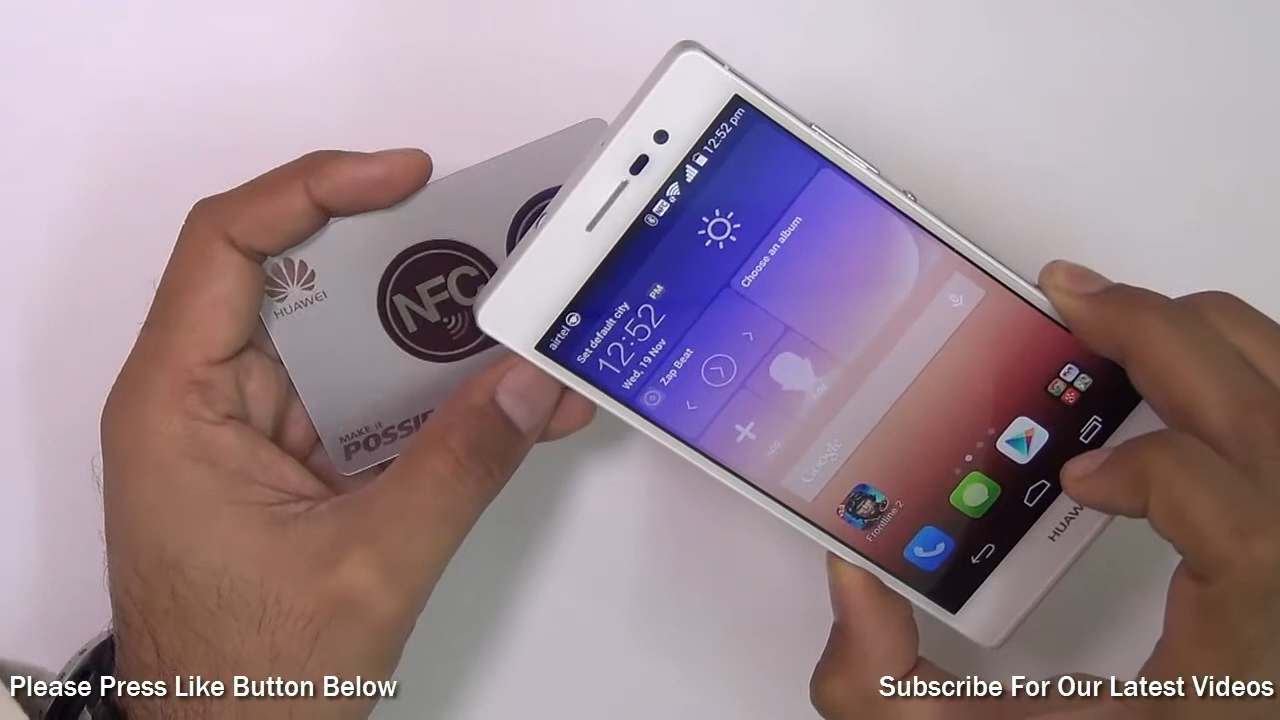 HUAWEI
NFC
MAKE it
POSSI
12:52 pm
airtel
Set default city
12:52 PM
Wed, 19 Nov
Choose an album
Zap Beat
Google
Frontline 2
HUAW
Please Press Like Button Below
Subscribe For Our Latest Videos